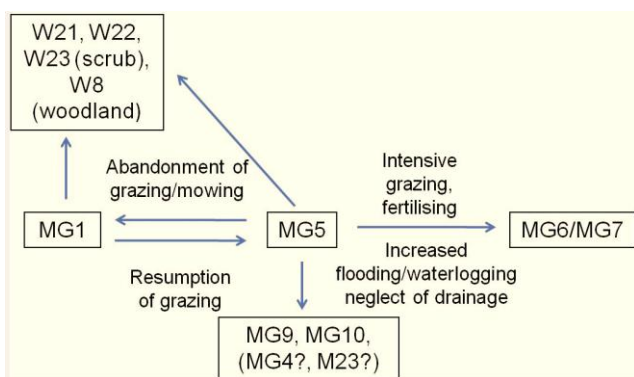 W21, W22,
W23 (scrub),
W8
(woodland)
Abandonment of
grazing/mowing
Intensive
grazing,
fertilising
MG1
MG5
MG6/MG7
Resumption
of grazing
Increased
flooding/waterlogging
neglect of drainage
MG9, MG10,
(MG4?, M23?)